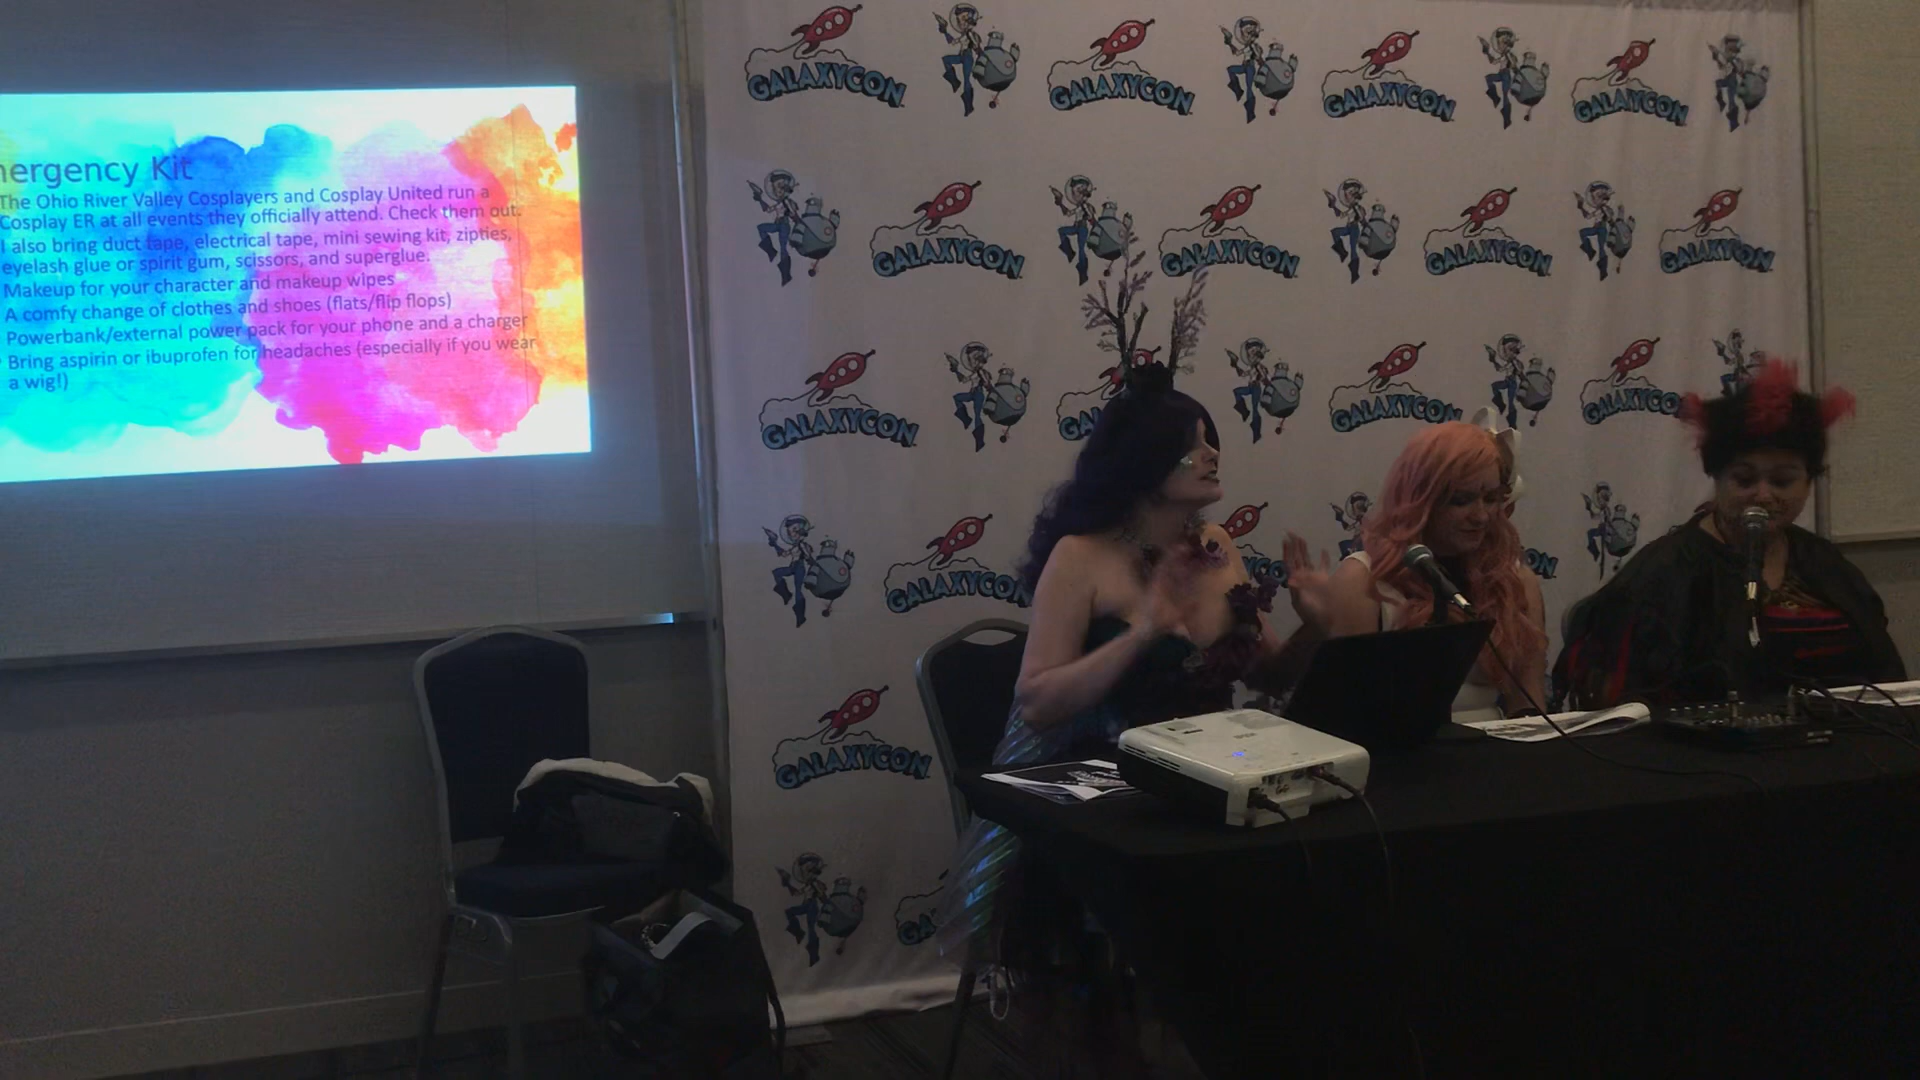 mergency Kit
The Ohio River Valley Cosplayers and Cosplay United run a
Cosplay ER at all events they officially attend. Check them out.
I also bring duct tape, electrical tape, mini sewing kit, zipties,
eyelash glue or spirit gum, scissors, and superglue.
Makeup for your character and makeup wipes
A comfy change of clothes and shoes (flats/flip flops)
Powerbank/external power pack for your phone and a charger
Bring aspirin or ibuprofen for headaches (especially if you wear
a wig!)
GALAXYCON GALAXYCON GALAXYCON GALAXYCON
GALAXYCON GALAXYCON GALAXYCON GALAXYCON
GALAXYCON GALAXYCON GALAXYCON
GALAXYCON
GALAXYCON